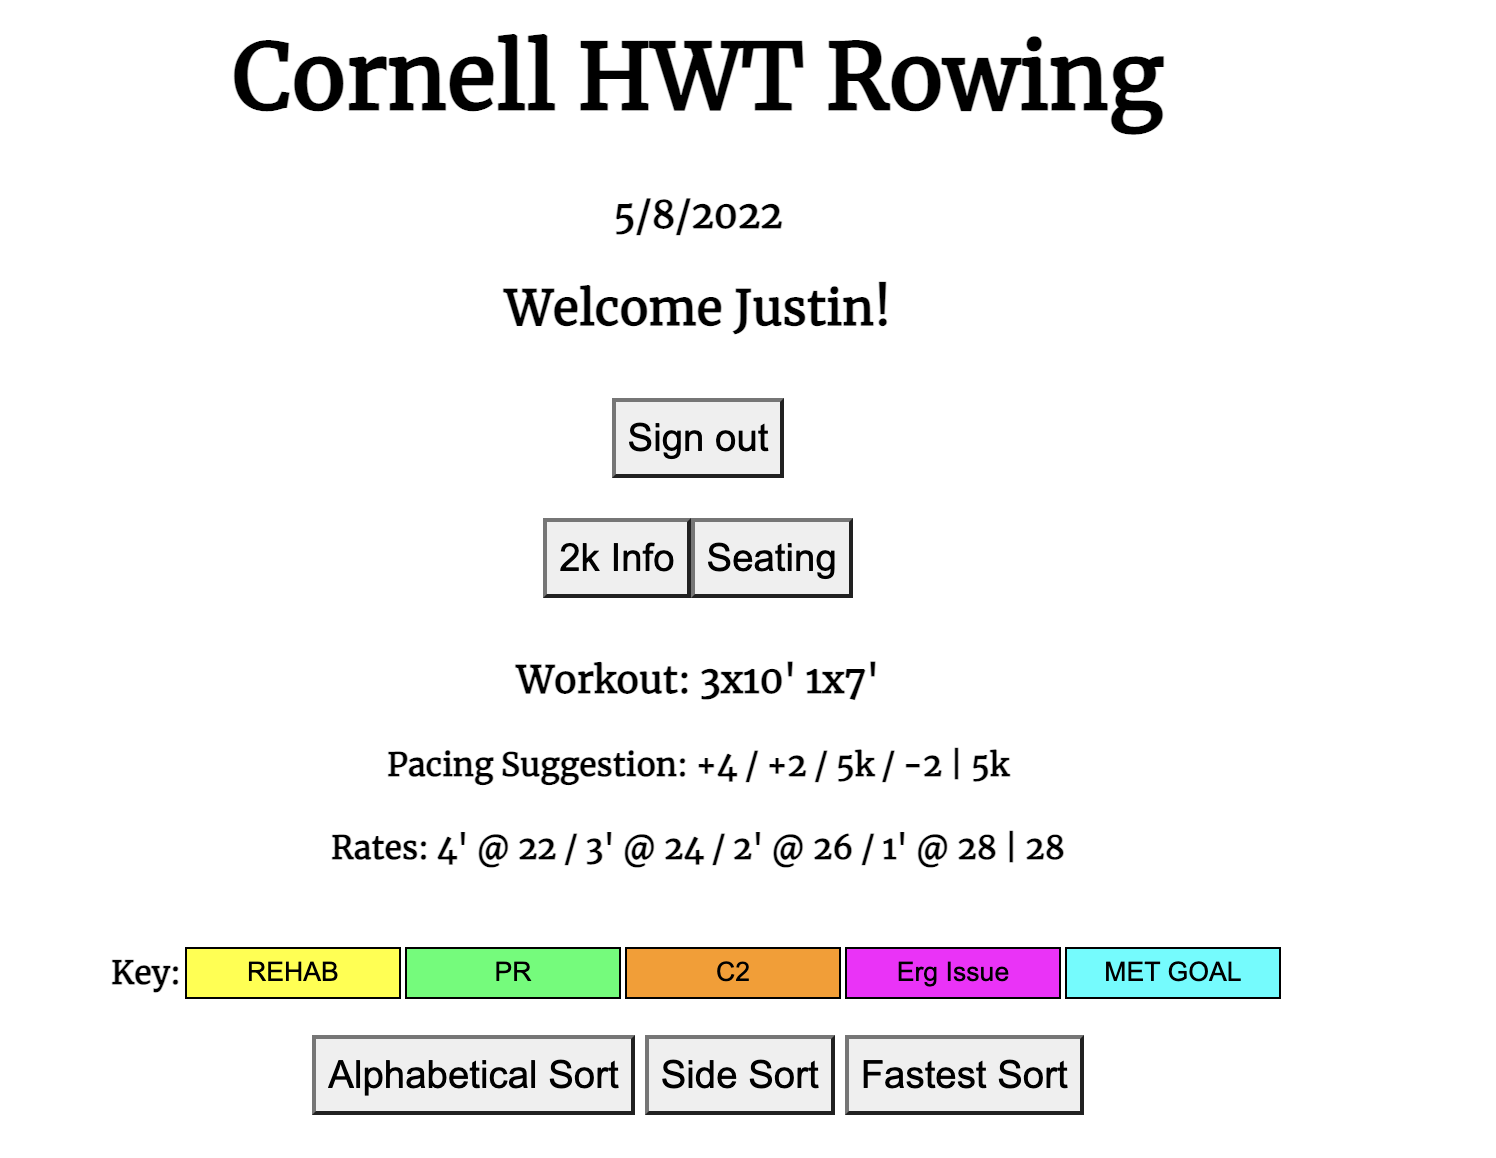 Cornell HWT Rowing
5/8/2022
Welcome Justin!
Sign out
2k Info Seating
Workout: 3x10' 1x7'
Pacing Suggestion: +4 / +2 / 5k / -2 | 5k
Rates: 4' @ 22 / 3' @ 24 / 2' @ 26 / 1' @ 28 | 28
Key: REHAB PR C2 Erg Issue MET GOAL
Alphabetical Sort Side Sort Fastest Sort